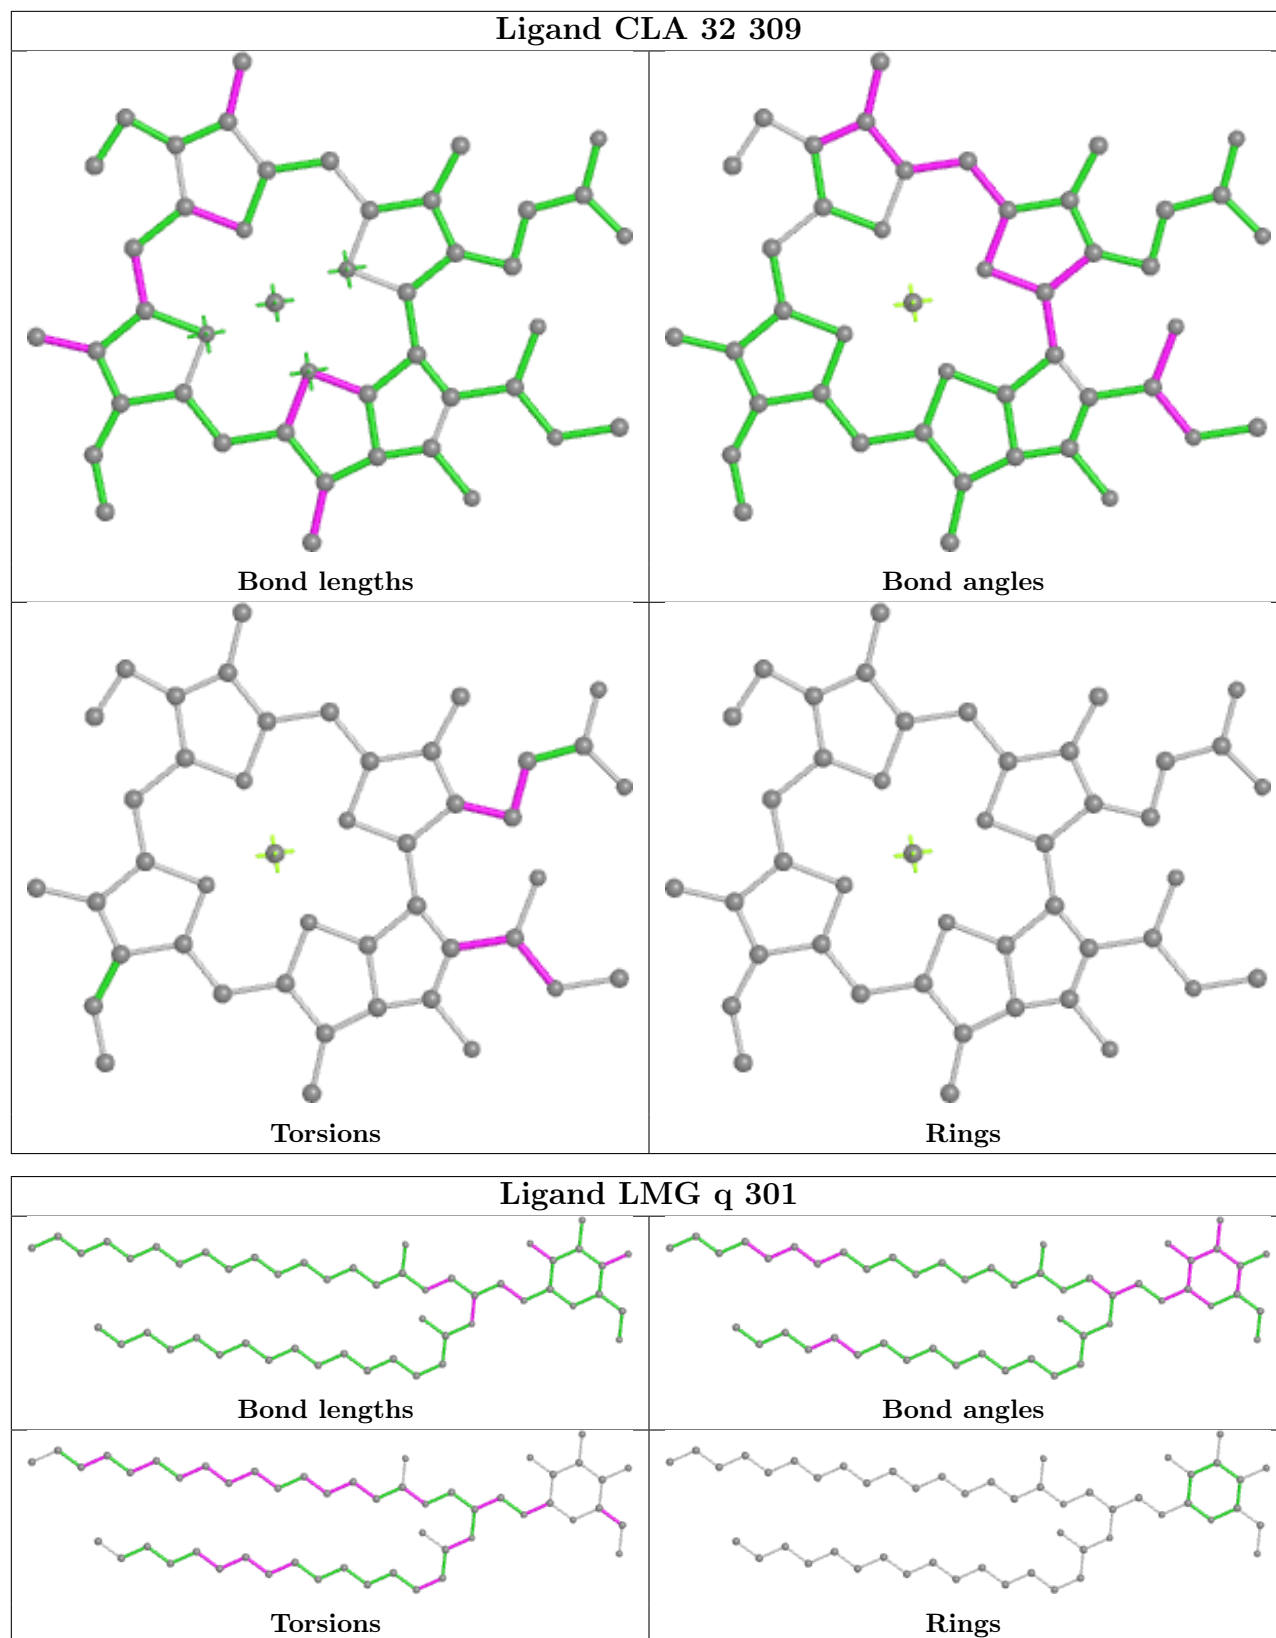 Ligand CLA 32 309
Bond lengths
Bond angles
Torsions
Rings
Ligand LMG q 301
Bond lengths
Bond angles
Torsions
Rings